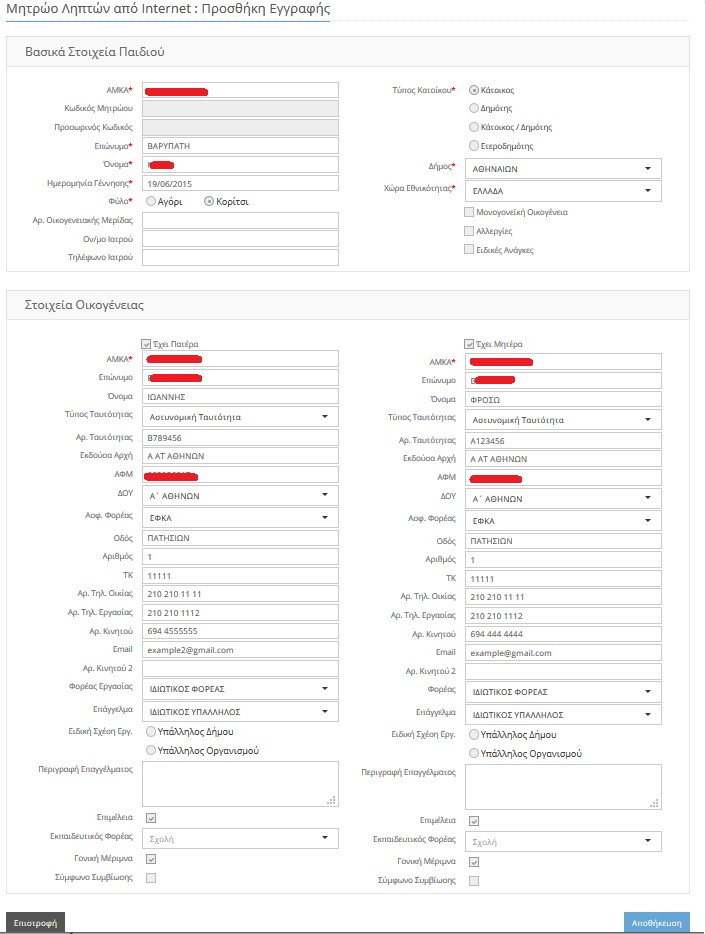 Μητρώο Ληπτών από Internet : Προσθήκη Εγγραφής
Βασικά Στοιχεία Παιδιού
ΑΜΚΑ*
Κωδικός Μητρώου
Προσωρινός Κωδικός
Επώνυμο* ΒΑΡΥΠΑΤΗ
Όνομα*
Ημερομηνία Γέννησης* 19/06/2015
Φύλο* Αγόρι Κορίτσι
Αρ. Οικογενειακής Μερίδας
Ον/μο Ιατρού
Τηλέφωνο Ιατρού
Τύπος Κατοίκου* Κάτοικος
Δημότης
Κάτοικος / Δημότης
Ετεροδημότης
Δήμος* ΑΘΗΝΑΙΩΝ
Χώρα Εθνικότητας* ΕΛΛΑΔΑ
Μονογονεϊκή Οικογένεια
Αλλεργίες
Ειδικές Ανάγκες
Στοιχεία Οικογένειας
Έχει Πατέρα
ΑΜΚΑ*
Επώνυμο
Όνομα ΙΩΑΝΝΗΣ
Τύπος Ταυτότητας Αστυνομική Ταυτότητα
Αρ. Ταυτότητας Β789456
Εκδούσα Αρχή Α ΑΤ ΑΘΗΝΩΝ
ΑΦΜ
ΔΟΥ Α΄ ΑΘΗΝΩΝ
Ασφ. Φορέας ΕΦΚΑ
Οδός ΠΑΤΗΣΙΩΝ
Αριθμός 1
ΤΚ 11111
Αρ. Τηλ. Οικίας 210 210 11 11
Αρ. Τηλ. Εργασίας 210 210 1112
Αρ. Κινητού 694 4555555
Email example2@gmail.com
Αρ. Κινητού 2
Φορέας Εργασίας ΙΔΙΩΤΙΚΟΣ ΦΟΡΕΑΣ
Επάγγελμα ΙΔΙΩΤΙΚΟΣ ΥΠΑΛΛΗΛΟΣ
Ειδική Σχέση Εργ. Υπάλληλος Δήμου
Υπάλληλος Οργανισμού
Περιγραφή Επαγγέλματος
Επιμέλεια
Εκπαιδευτικός Φορέας Σχολή
Γονική Μέριμνα
Σύμφωνο Συμβίωσης
Έχει Μητέρα
ΑΜΚΑ*
Επώνυμο
Όνομα ΦΡΟΣΩ
Τύπος Ταυτότητας Αστυνομική Ταυτότητα
Αρ. Ταυτότητας Α123456
Εκδούσα Αρχή Α ΑΤ ΑΘΗΝΩΝ
ΑΦΜ
ΔΟΥ Α΄ ΑΘΗΝΩΝ
Ασφ. Φορέας ΕΦΚΑ
Οδός ΠΑΤΗΣΙΩΝ
Αριθμός 1
ΤΚ 11111
Αρ. Τηλ. Οικίας 210 210 11 11
Αρ. Τηλ. Εργασίας 210 210 1112
Αρ. Κινητού 694 444 4444
Email example@gmail.com
Αρ. Κινητού 2
Φορέας ΙΔΙΩΤΙΚΟΣ ΦΟΡΕΑΣ
Επάγγελμα ΙΔΙΩΤΙΚΟΣ ΥΠΑΛΛΗΛΟΣ
Ειδική Σχέση Εργ. Υπάλληλος Δήμου
Υπάλληλος Οργανισμού
Περιγραφή Επαγγέλματος
Επιμέλεια
Εκπαιδευτικός Φορέας Σχολή
Γονική Μέριμνα
Σύμφωνο Συμβίωσης
Επιστροφή
Αποθήκευση